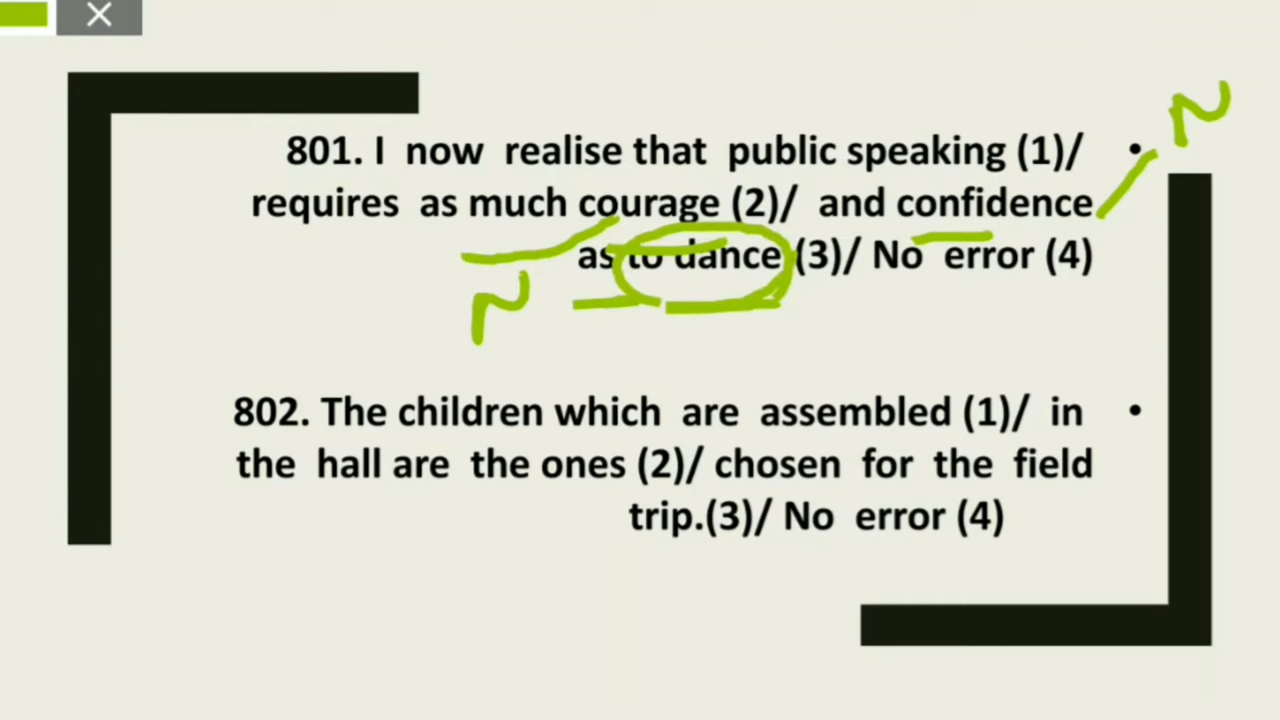 801. I now realise that public speaking (1)/
requires as much courage (2)/ and confidence
as to dance (3)/ No error (4)
N
N
802. The children which are assembled (1)/ in
the hall are the ones (2)/ chosen for the field
trip.(3)/ No error (4)